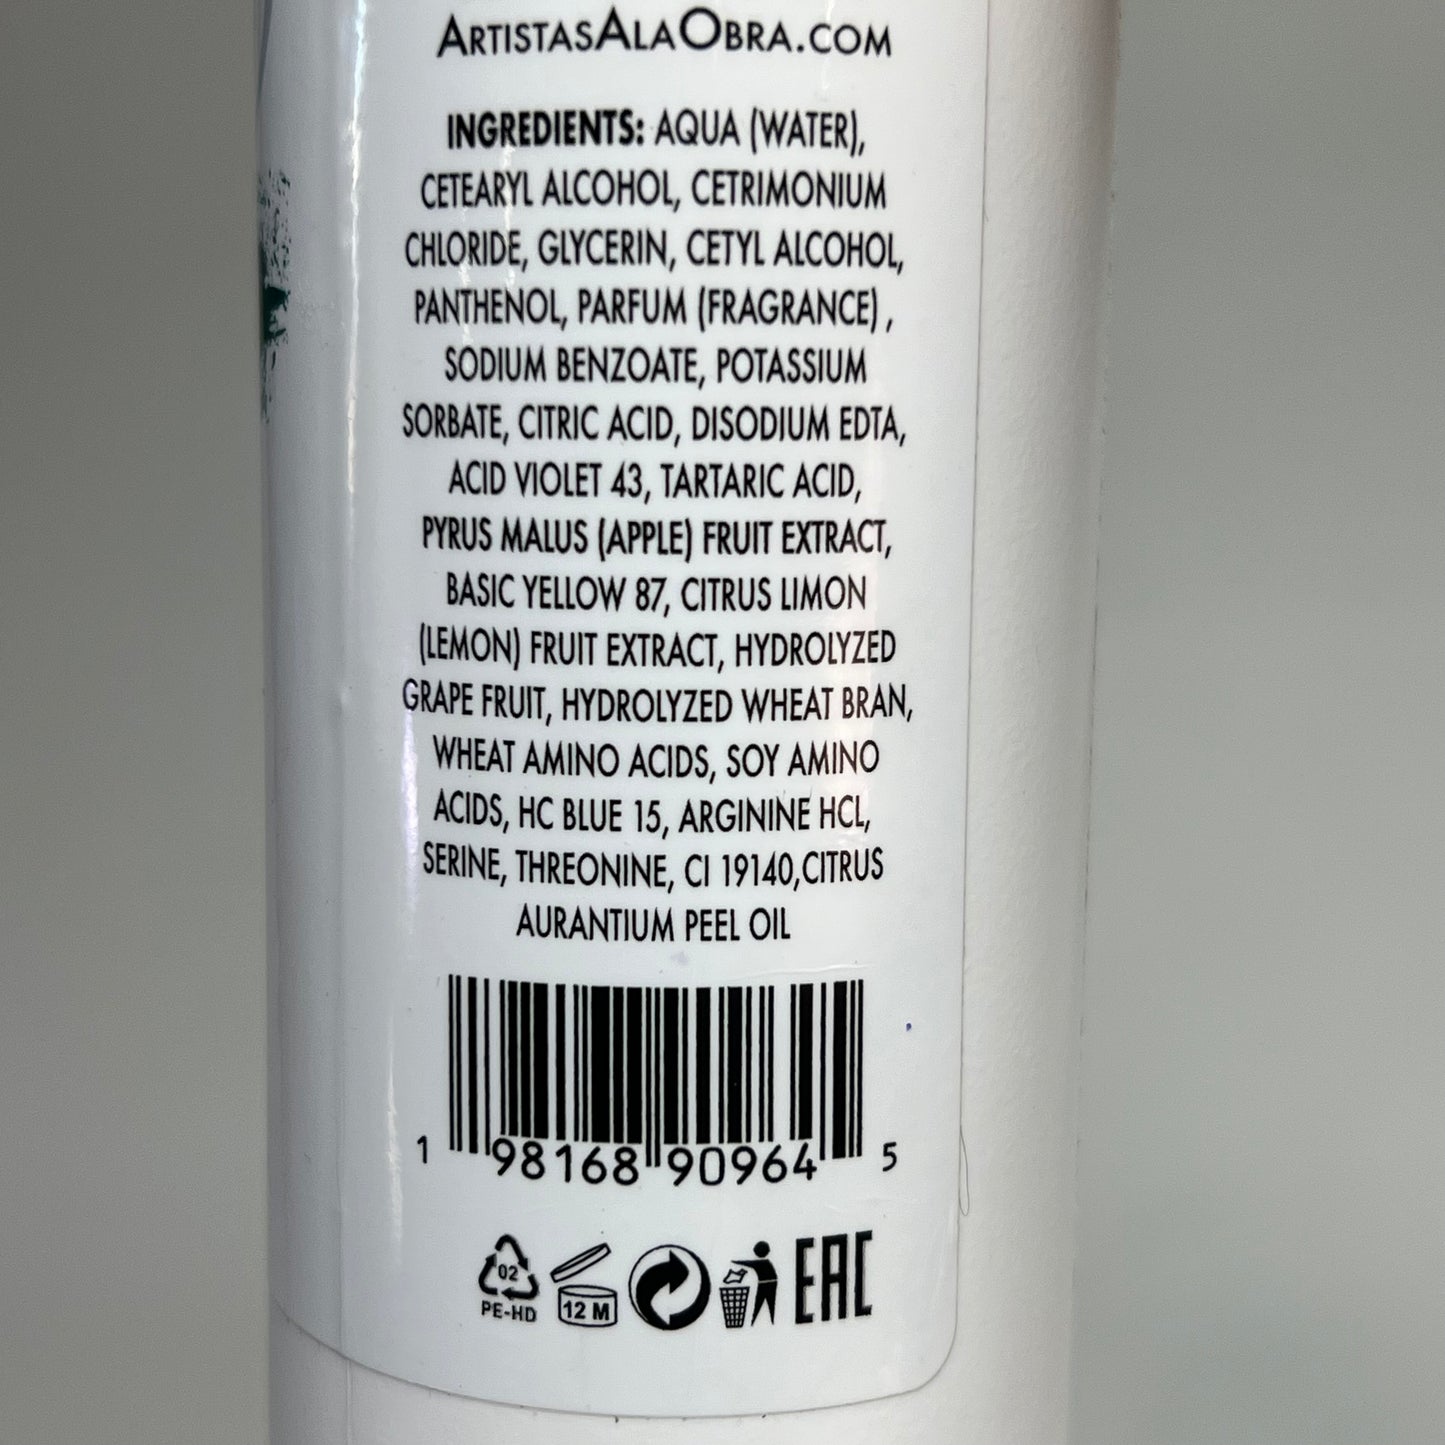 ArtistasAlaObra.com
INGREDIENTS: AQUA (WATER),
CETEARYL ALCOHOL, CETRIMONIUM
CHLORIDE, GLYCERIN, CETYL ALCOHOL,
PANTHENOL, PARFUM (FRAGRANCE) ,
SODIUM BENZOATE, POTASSIUM
SORBATE, CITRIC ACID, DISODIUM EDTA,
ACID VIOLET 43, TARTARIC ACID,
PYRUS MALUS (APPLE) FRUIT EXTRACT,
BASIC YELLOW 87, CITRUS LIMON
(LEMON) FRUIT EXTRACT, HYDROLYZED
GRAPE FRUIT, HYDROLYZED WHEAT BRAN,
WHEAT AMINO ACIDS, SOY AMINO
ACIDS, HC BLUE 15, ARGININE HCL,
SERINE, THREONINE, CI 19140,CITRUS
AURANTIUM PEEL OIL
1 98168 90964 5
02
PE-HD
12 M
EAC